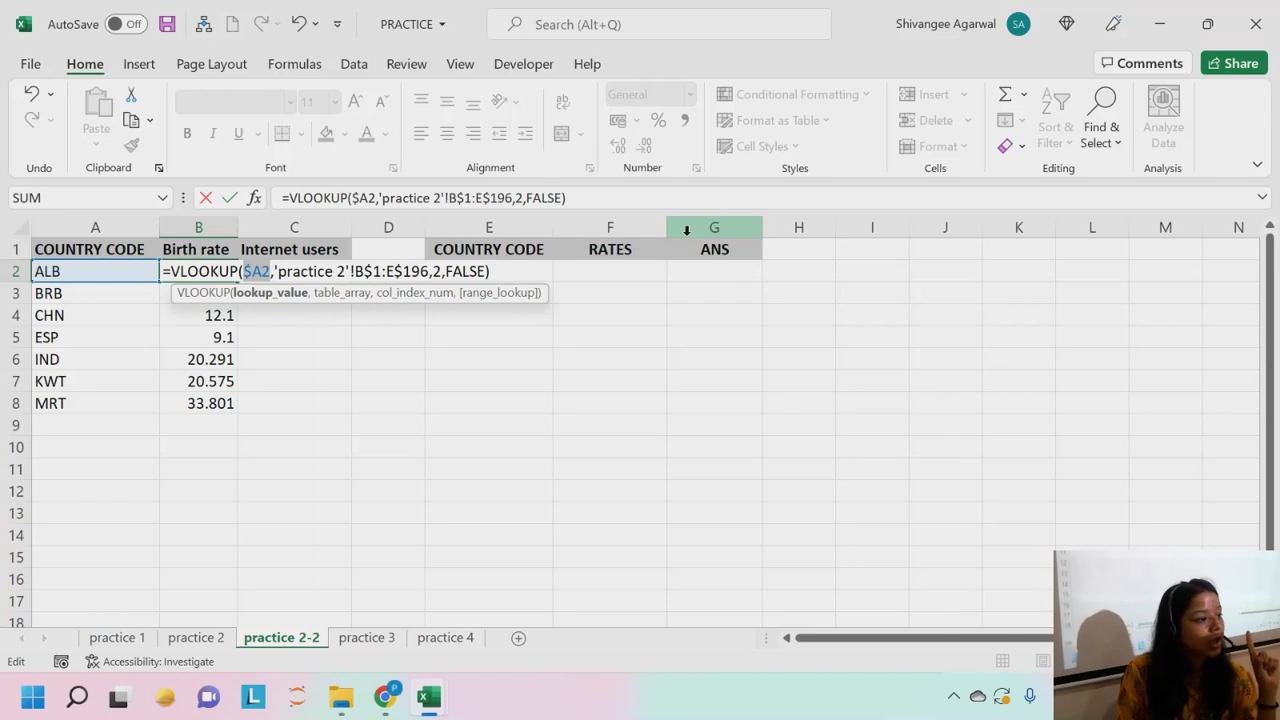 AutoSave Off PRACTICE Search (Alt+Q) Shivangee Agarwal SA
File Home Insert Page Layout Formulas Data Review View Developer Help Comments Share
11 General Conditional Formatting Insert
Paste B I U A ab % Format as Table Delete Sort & Filter Find & Select Analyze Data
Cell Styles Format
Undo Clipboard Font Alignment Number Styles Cells Editing Analysis
SUM fx =VLOOKUP($A2,'practice 2'!B$1:E$196,2,FALSE)
A B C D E F G H I J K L M N
1 COUNTRY CODE Birth rate Internet users COUNTRY CODE RATES ANS
2 ALB =VLOOKUP($A2,'practice 2'!B$1:E$196,2,FALSE)
3 BRB VLOOKUP(lookup_value, table_array, col_index_num, [range_lookup])
4 CHN 12.1
5 ESP 9.1
6 IND 20.291
7 KWT 20.575
8 MRT 33.801
9
10
11
12
13
14
15
16
17
18
practice 1 practice 2 practice 2-2 practice 3 practice 4
Edit Accessibility: Investigate
L P